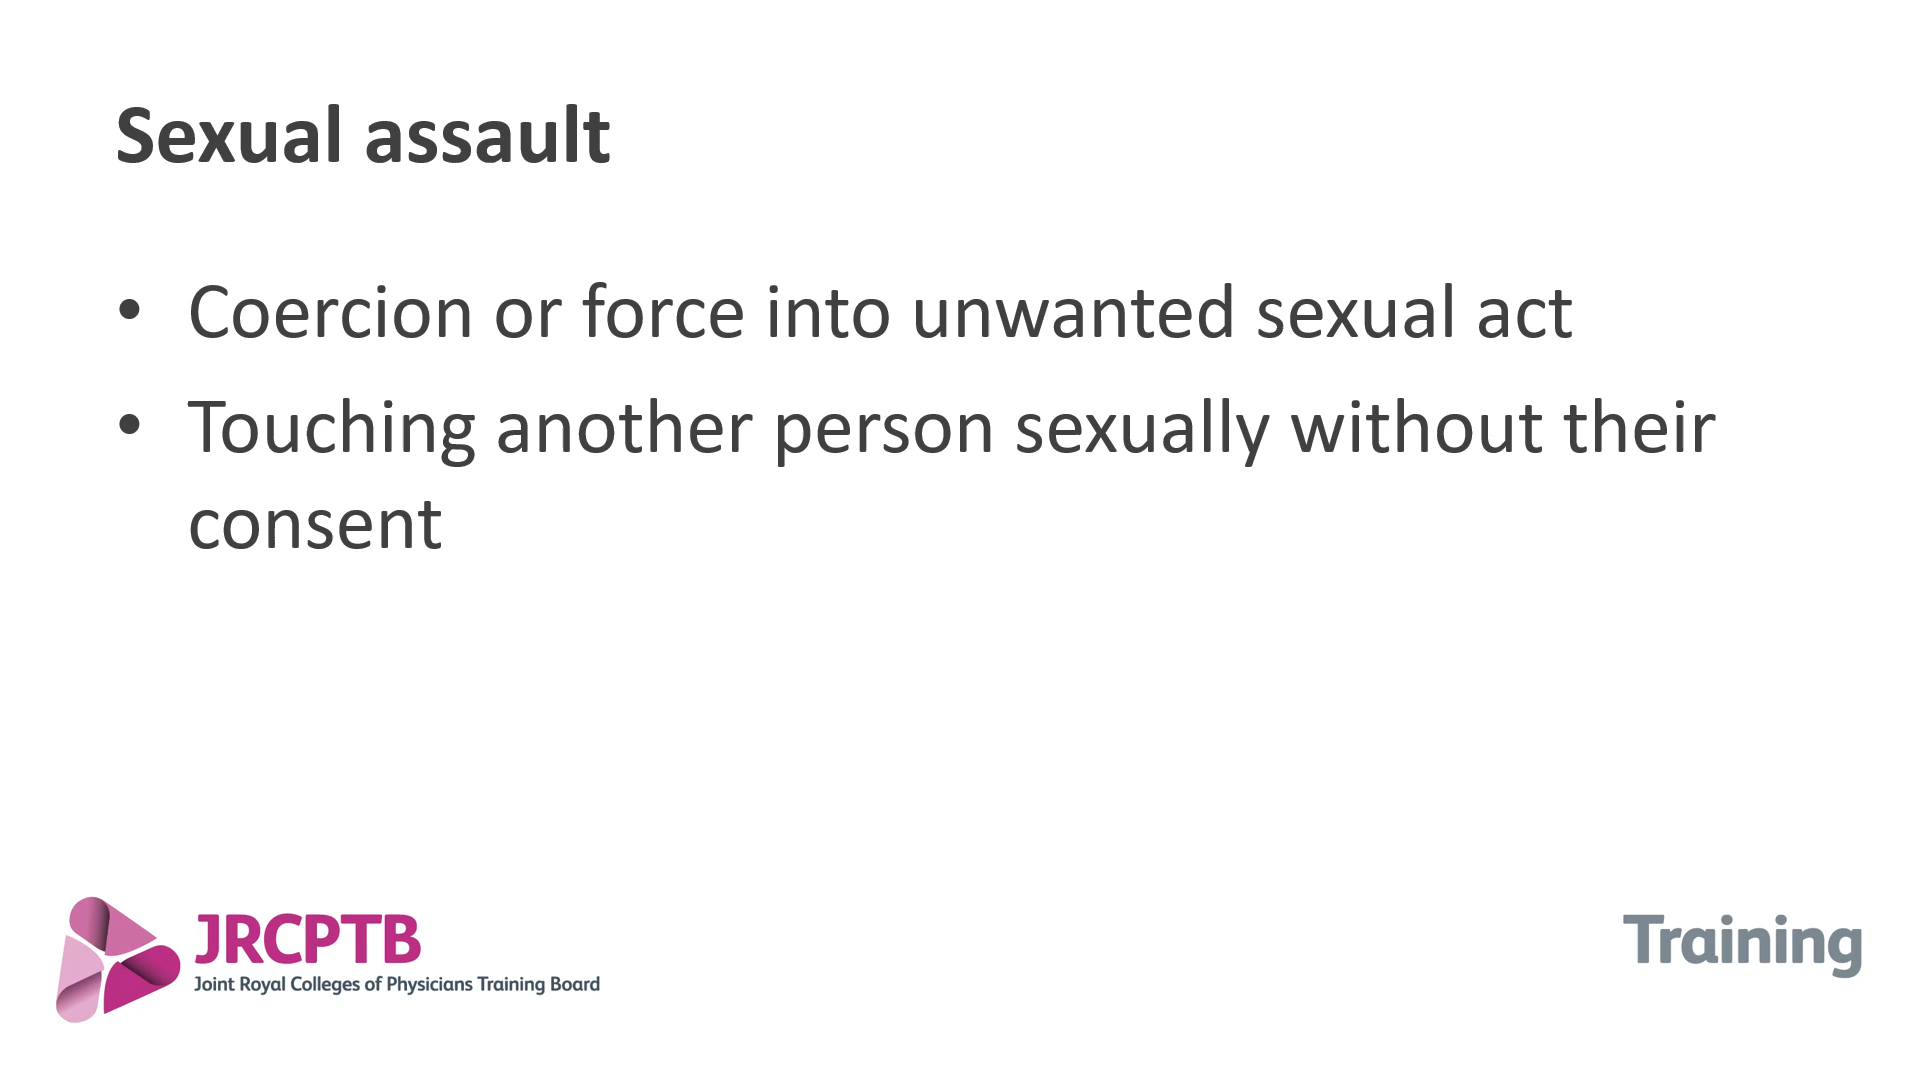 Sexual assault
• Coercion or force into unwanted sexual act
• Touching another person sexually without their
consent
JRCPTB
Joint Royal Colleges of Physicians Training Board
Training